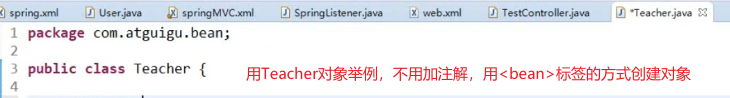 spring.xml User.java springMVC.xml SpringListener.java web.xml TestController.java *Teacher.java
1 package com.atguigu.bean;
2
3 public class Teacher { 用Teacher对象举例，不用加注解，用<bean>标签的方式创建对象
4